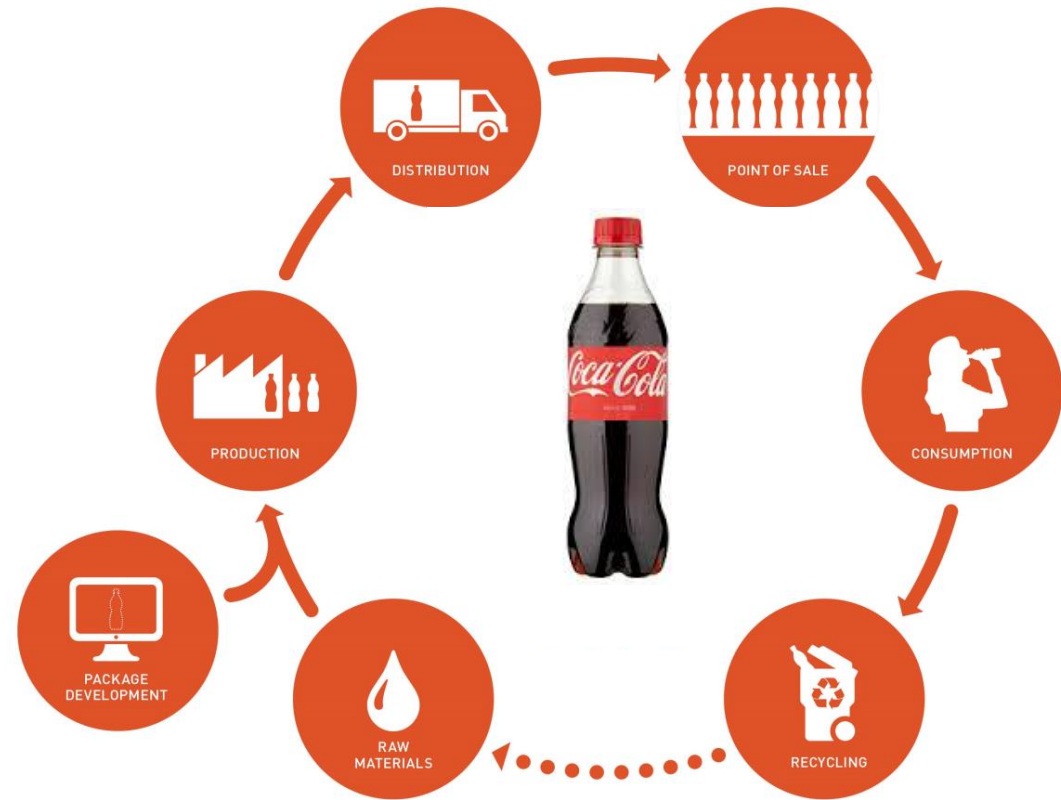 DISTRIBUTION
POINT OF SALE
PRODUCTION
Coca-Cola
CONSUMPTION
PACKAGE
DEVELOPMENT
RAW
MATERIALS
RECYCLING